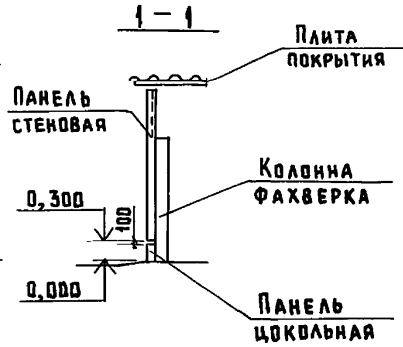 1 – 1
Плита
покрытия
Панель
стеновая
Колонна
фахверка
0,300
100
0,000
Панель
цокольная